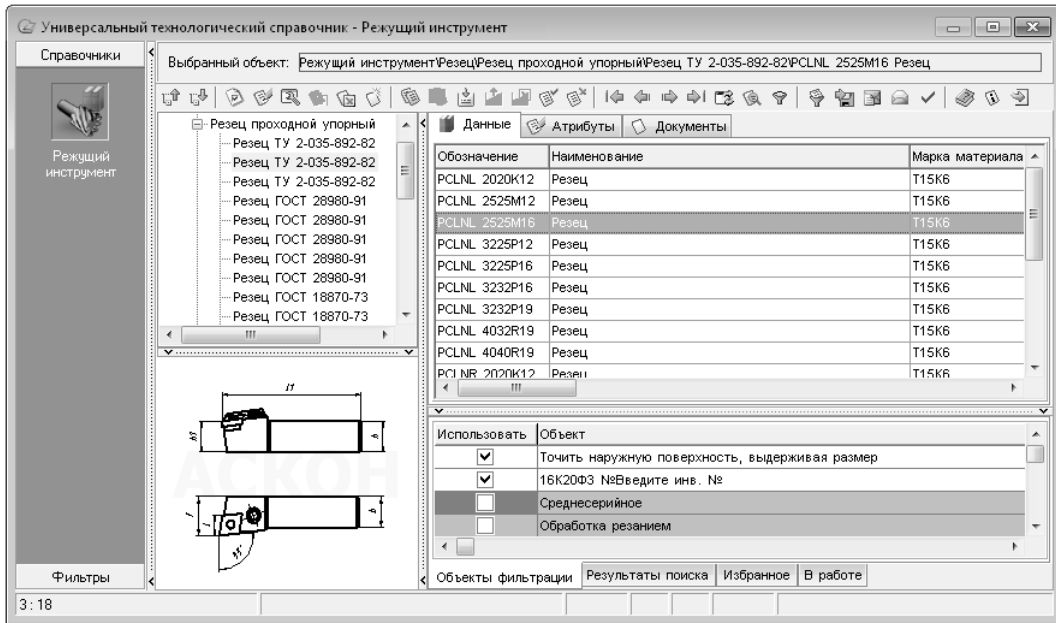 Универсальный технологический справочник - Режущий инструмент
Справочники
Выбранный объект: Режущий инструмент\Резец\Резец проходной упорный\Резец ТУ 2-035-892-82\PCLNL 2525M16 Резец
Режущий
инструмент
Фильтры
Резец проходной упорный
Резец ТУ 2-035-892-82
Резец ТУ 2-035-892-82
Резец ТУ 2-035-892-82
Резец ГОСТ 28980-91
Резец ГОСТ 28980-91
Резец ГОСТ 28980-91
Резец ГОСТ 28980-91
Резец ГОСТ 28980-91
Резец ГОСТ 18870-73
Резец ГОСТ 18870-73
Данные Атрибуты Документы
Обозначение Наименование Марка материала
PCLNL 2020K12 Резец T15K6
PCLNL 2525M12 Резец T15K6
PCLNL 2525M16 Резец T15K6
PCLNL 3225P12 Резец T15K6
PCLNL 3225P16 Резец T15K6
PCLNL 3232P16 Резец T15K6
PCLNL 3232P19 Резец T15K6
PCLNL 4032R19 Резец T15K6
PCLNL 4040R19 Резец T15K6
PCLNR 2020K12 Резец T15K6
l1
h1
h
АСКОН
f
l
b
95°
Использовать Объект
Точить наружную поверхность, выдерживая размер
16К20Ф3 №Введите инв. №
Среднесерийное
Обработка резанием
Объекты фильтрации Результаты поиска Избранное В работе
3 : 18